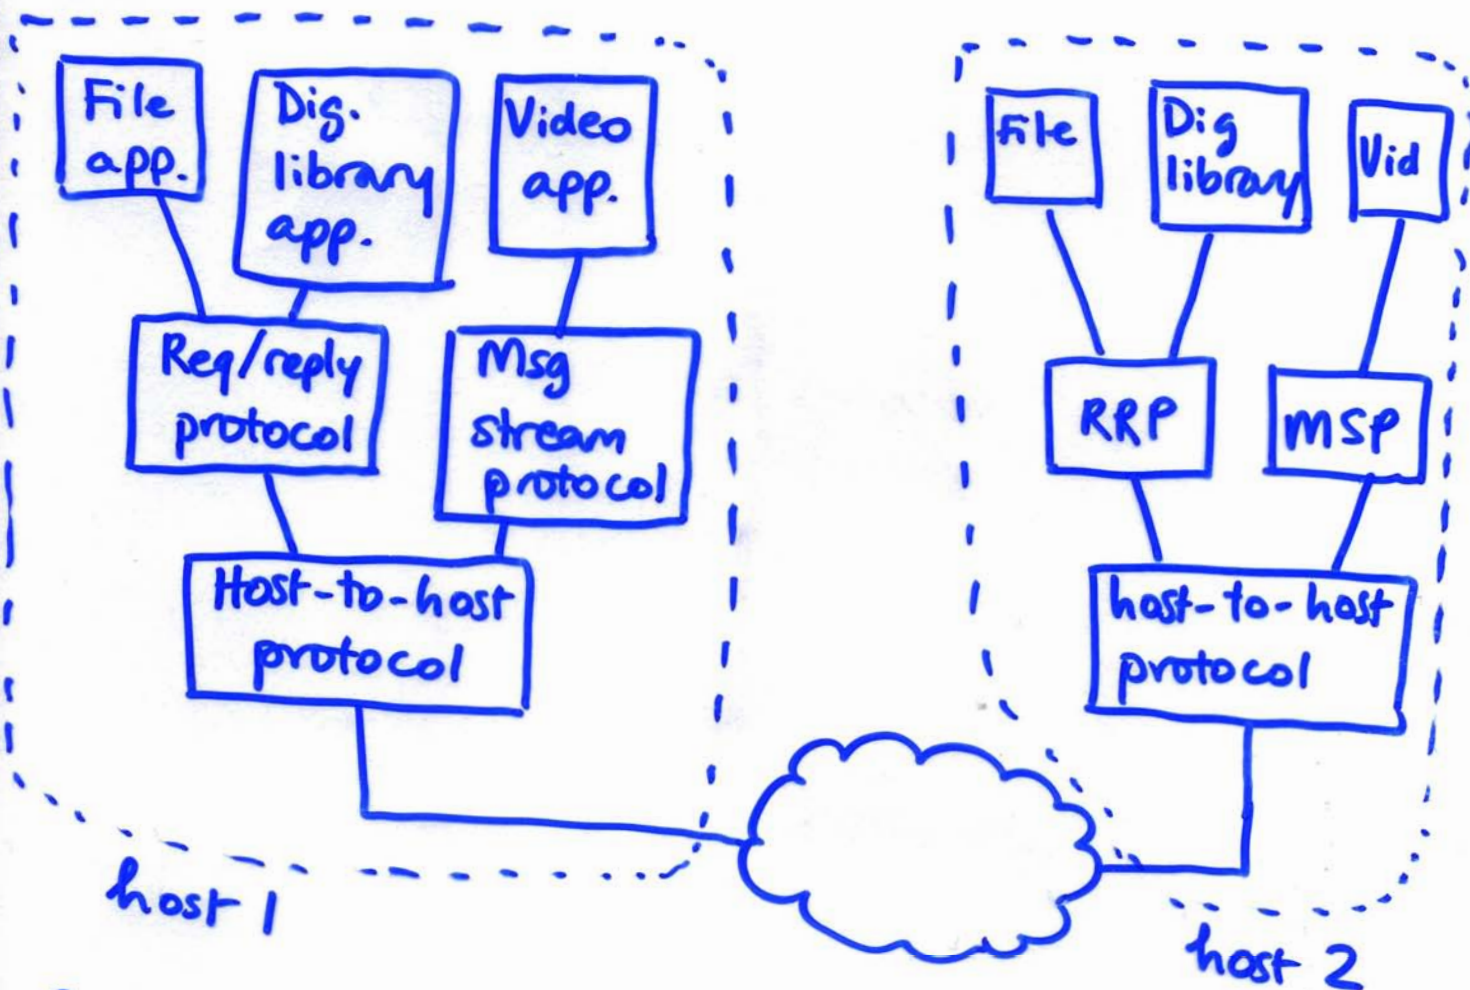 File
app.
Dig.
library
app.
Video
app.
Req/reply
protocol
Msg
stream
protocol
Host-to-host
protocol
host 1
File
Dig
library
Vid
RRP
MSP
host-to-host
protocol
host 2